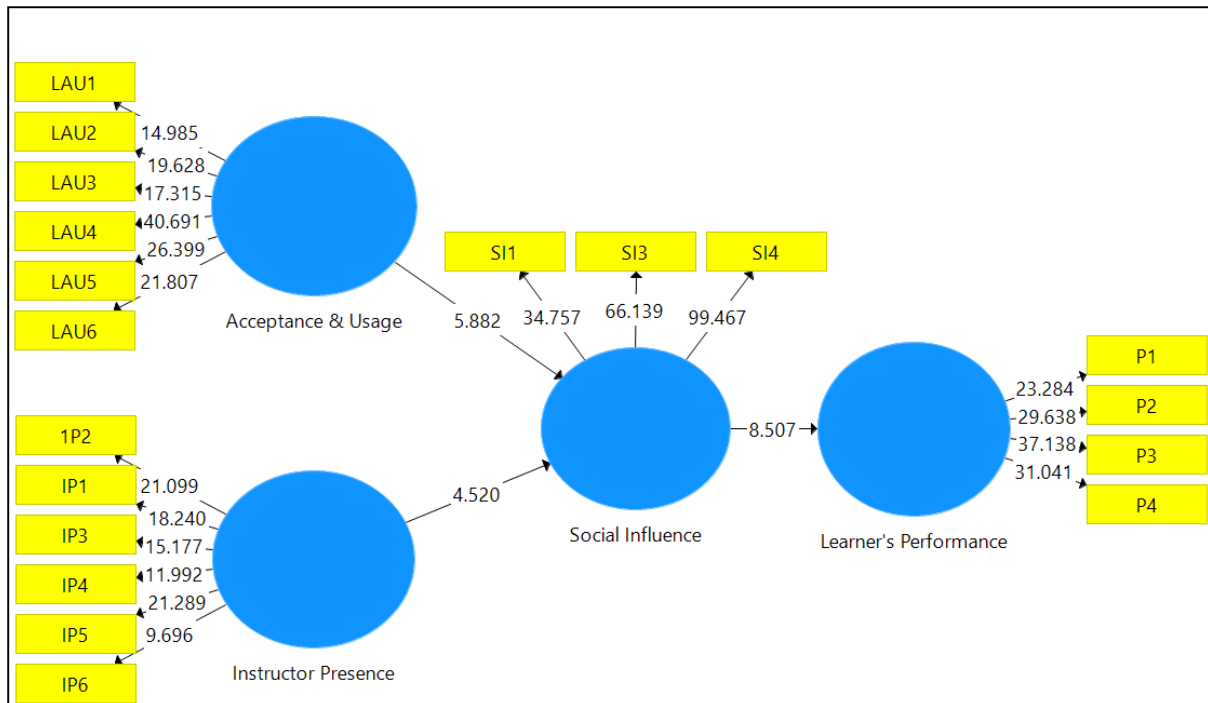 LAU1
LAU2
LAU3
LAU4
LAU5
LAU6
14.985
19.628
17.315
40.691
26.399
21.807
Acceptance & Usage
SI1
SI3
SI4
34.757
66.139
99.467
5.882
1P2
IP1
IP3
IP4
IP5
IP6
21.099
18.240
15.177
11.992
21.289
9.696
Instructor Presence
4.520
Social Influence
8.507
Learner's Performance
23.284
29.638
37.138
31.041
P1
P2
P3
P4